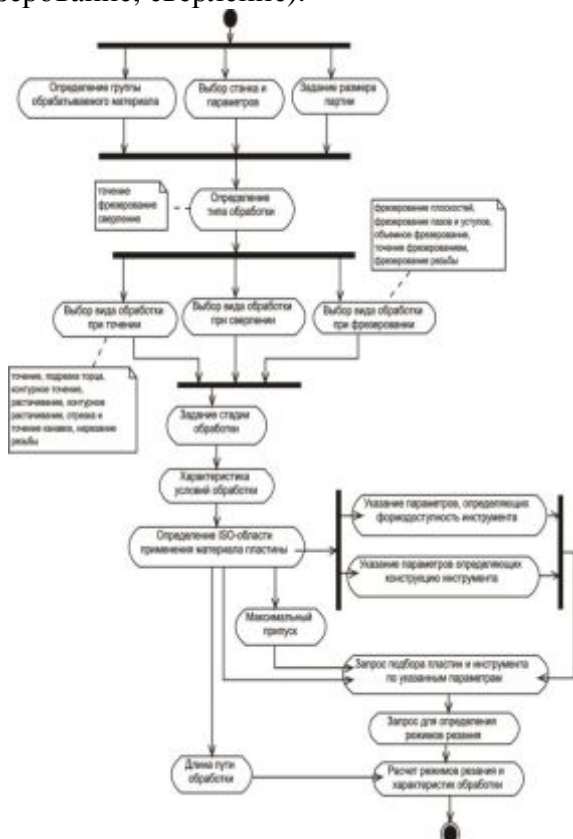 зерование, сверление).
Определение группы
обрабатываемого материала
Выбор станка и
параметров
Задание размера
партии
точение
фрезерование
сверление
Определение
типа обработки
фрезерование плоскостей,
фрезерование пазов и уступов,
объемное фрезерование,
точение фрезерованием,
фрезерование резьбы
Выбор вида обработки
при точении
Выбор вида обработки
при сверлении
Выбор вида обработки
при фрезеровании
точение, подрезка торца,
контурное точение,
растачивание, контурное
растачивание, отрезка и
точение канавок, нарезание
резьбы
Задание стадии
обработки
Характеристика
условий обработки
Определение ISO-области
применения материала пластины
Указание параметров, определяющих
формодоступность инструмента
Указание параметров определяющих
конструкцию инструмента
Максимальный
припуск
Запрос подбора пластин и инструмента
по указанным параметрам
Запрос для определения
режимов резания
Длина пути
обработки
Расчет режимов резания и
характеристик обработки